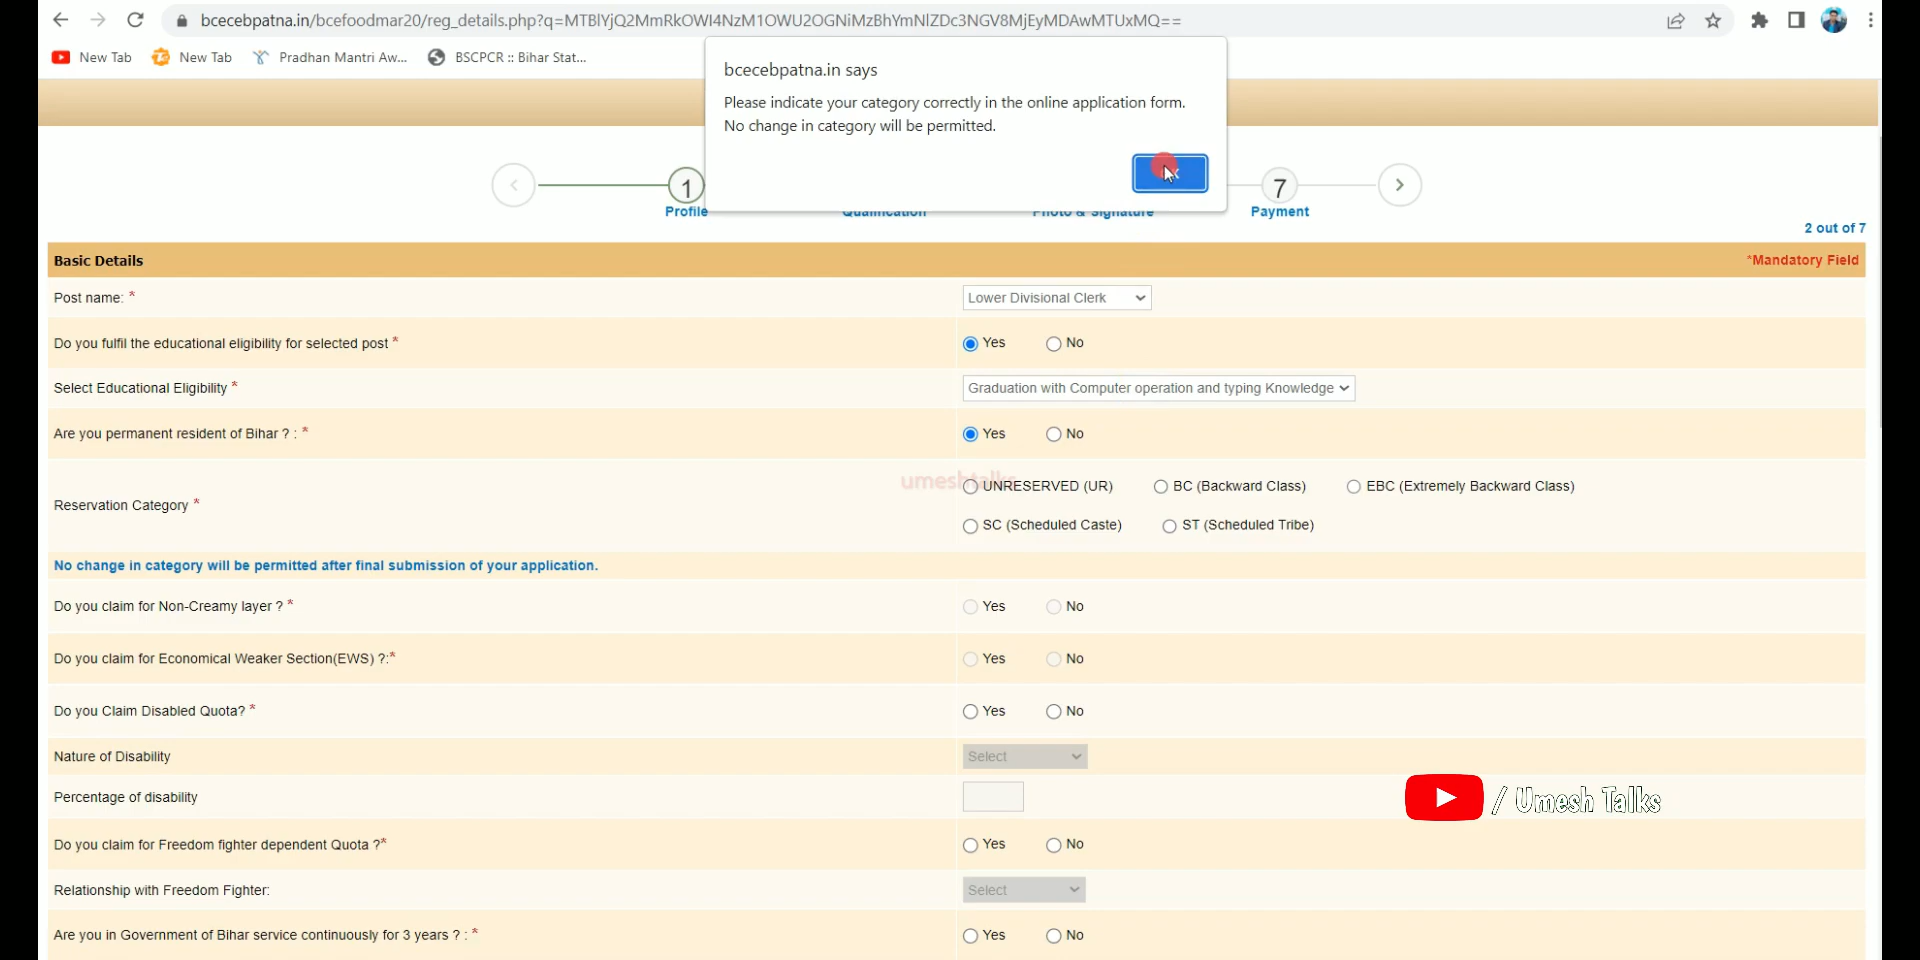 bcecebpatna.in/bcefoodmar20/reg_details.php?q=MTBlYjQ2MmRkOWI4NzM1OWU2OGNiMzBhYmNlZDc3NGV8MjEyMDAwMTUxMQ==
New Tab New Tab Pradhan Mantri Aw... BSCPCR :: Bihar Stat...
bcecebpatna.in says
Please indicate your category correctly in the online application form.
No change in category will be permitted.
1 7
Profile Qualification Photo & Signature Payment
2 out of 7
Basic Details *Mandatory Field
Post name: * Lower Divisional Clerk
Do you fulfil the educational eligibility for selected post * Yes No
Select Educational Eligibility * Graduation with Computer operation and typing Knowledge
Are you permanent resident of Bihar ? : * Yes No
umeshtalks
UNRESERVED (UR) BC (Backward Class) EBC (Extremely Backward Class)
Reservation Category *
SC (Scheduled Caste) ST (Scheduled Tribe)
No change in category will be permitted after final submission of your application.
Do you claim for Non-Creamy layer ? * Yes No
Do you claim for Economical Weaker Section(EWS) ?:* Yes No
Do you Claim Disabled Quota? * Yes No
Nature of Disability Select
Percentage of disability
/ Umesh Talks
Do you claim for Freedom fighter dependent Quota ?* Yes No
Relationship with Freedom Fighter: Select
Are you in Government of Bihar service continuously for 3 years ? : * Yes No